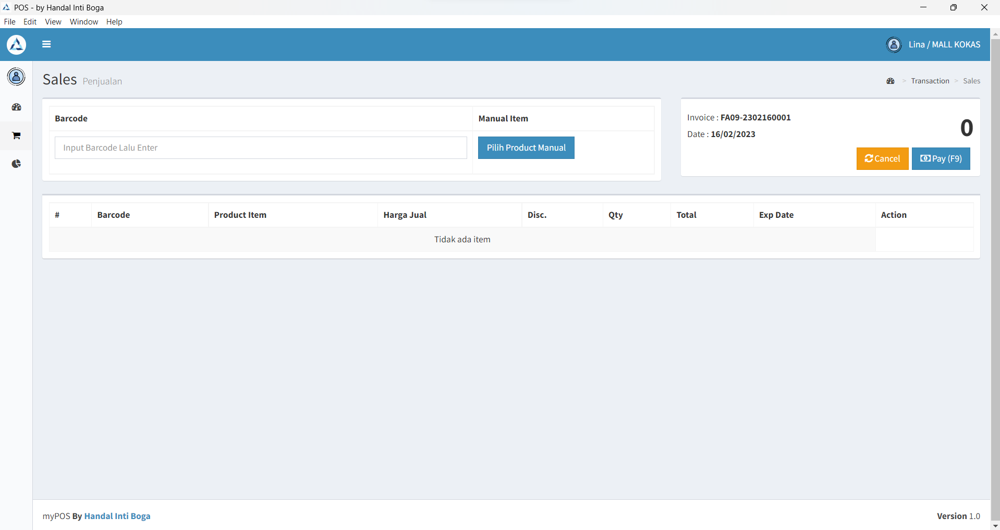 POS - by Handal Inti Boga
File Edit View Window Help
Lina / MALL KOKAS
Sales Penjualan
> Transaction > Sales
Barcode Manual Item
Input Barcode Lalu Enter Pilih Product Manual
Invoice : FA09-2302160001
0
Date : 16/02/2023
Cancel Pay (F9)
# Barcode Product Item Harga Jual Disc. Qty Total Exp Date Action
Tidak ada item
myPOS By Handal Inti Boga Version 1.0